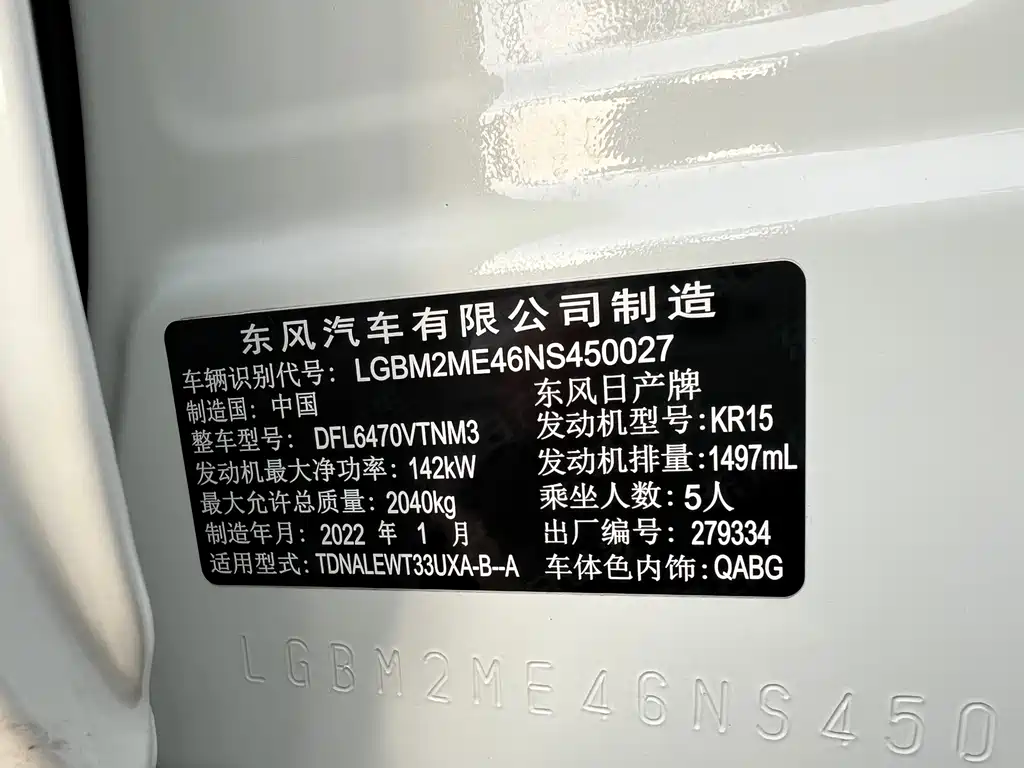 东风汽车有限公司制造
车辆识别代号: LGBM2ME46NS450027
制造国: 中国 东风日产牌
整车型号: DFL6470VTNM3 发动机型号:KR15
发动机最大净功率: 142kW 发动机排量:1497mL
最大允许总质量: 2040kg 乘坐人数: 5人
制造年月: 2022 年 1 月 出厂编号: 279334
适用型式: TDNALEWT33UXA-B--A 车体色内饰:QABG
LGBM2ME46NS450